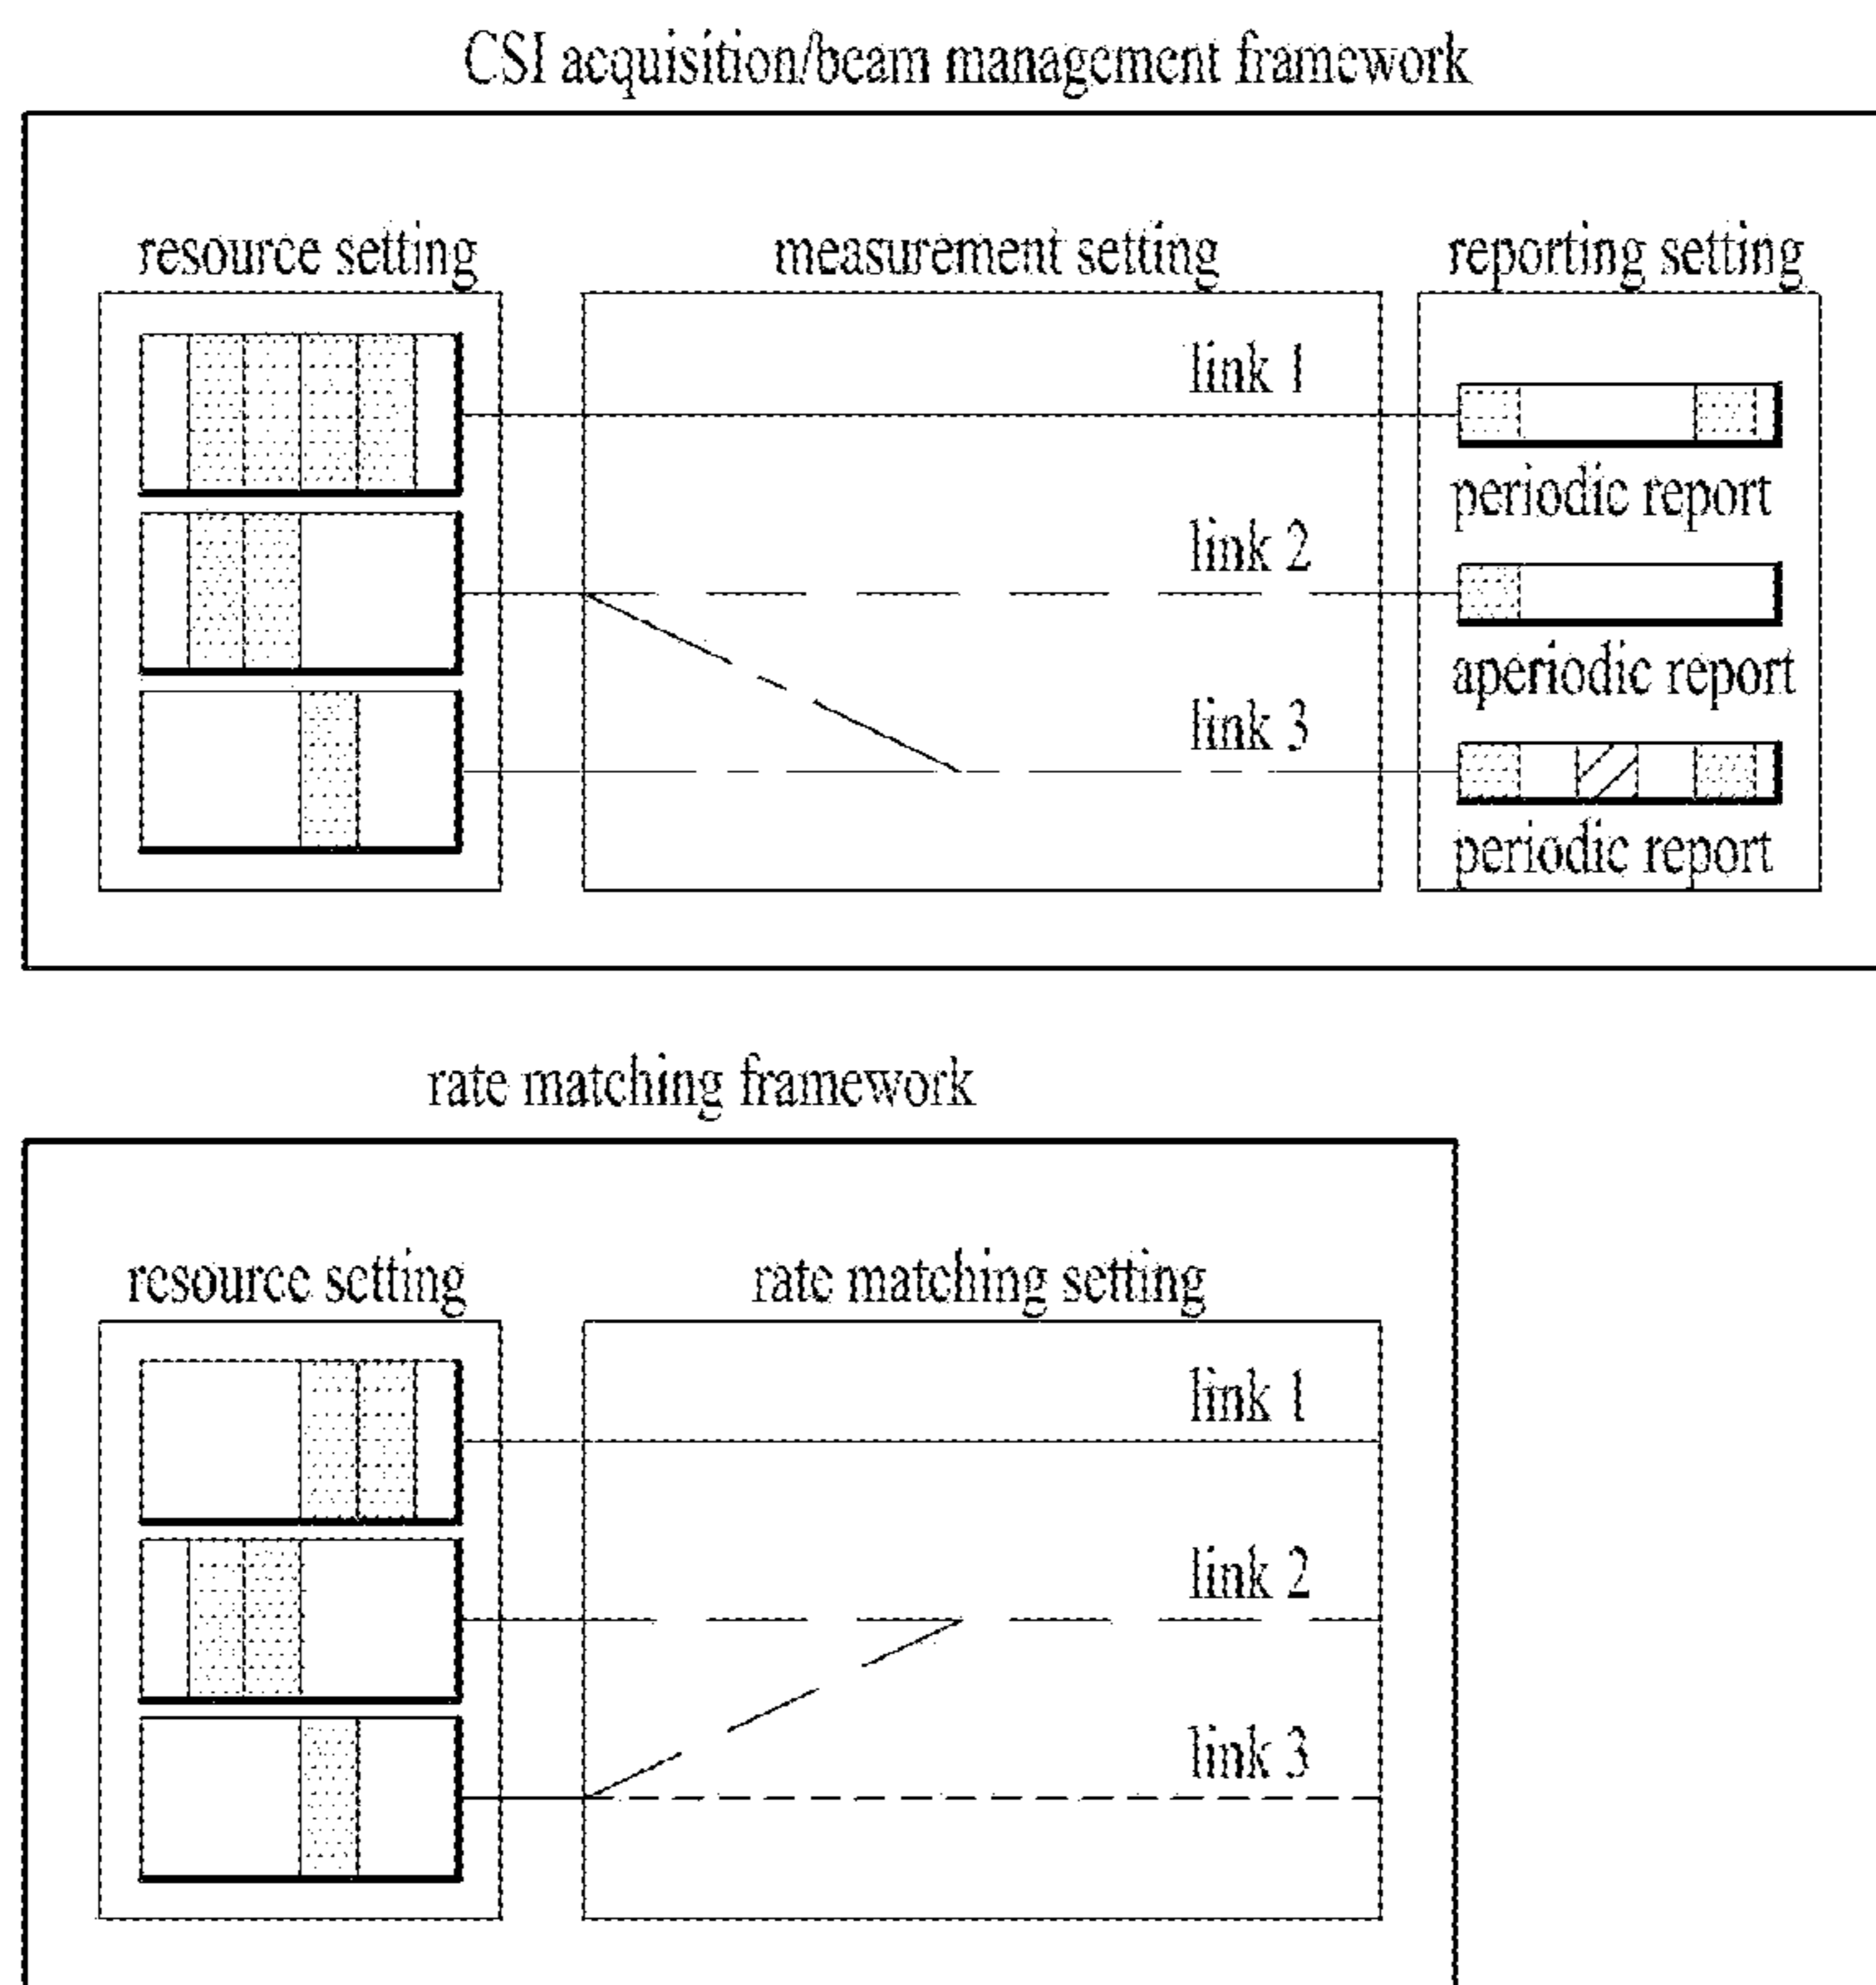 CSI acquisition/beam management framework
resource setting
measurement setting
reporting setting
link 1
periodic report
link 2
aperiodic report
link 3
periodic report
rate matching framework
resource setting
rate matching setting
link 1
link 2
link 3